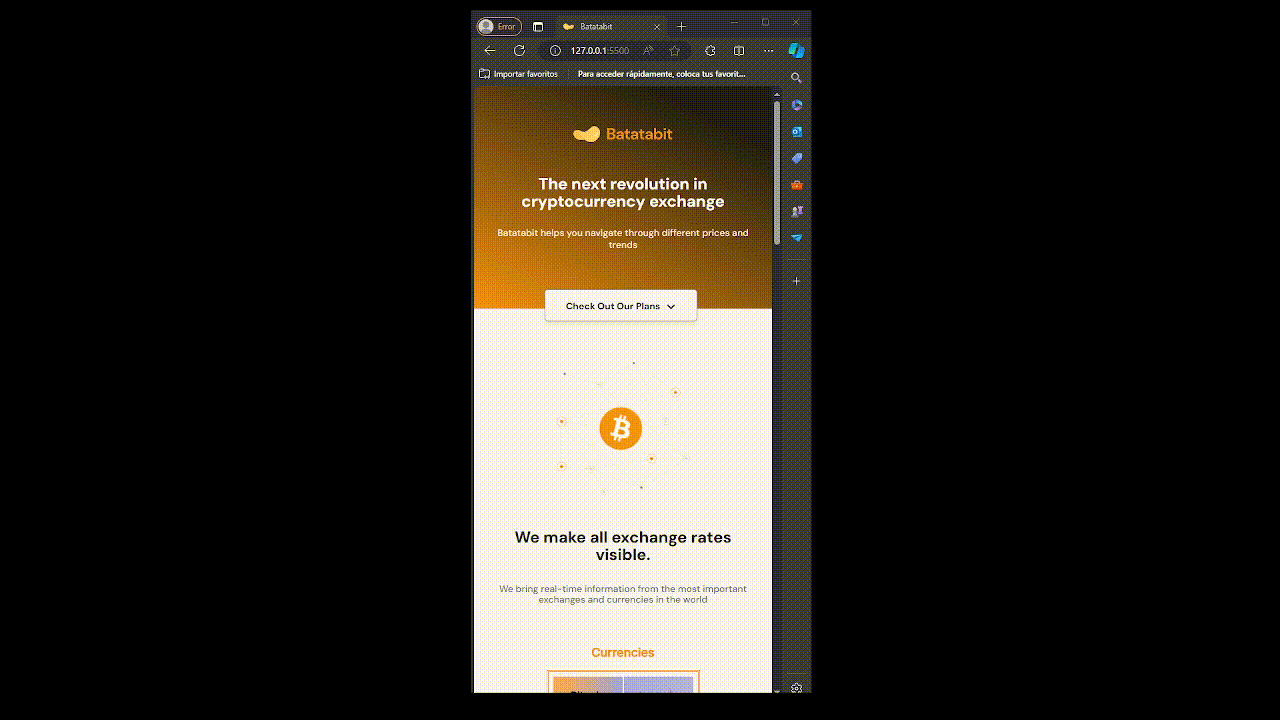 Error
Batatabit
127.0.0.1:5500
Importar favoritos
Para acceder rápidamente, coloca tus favorit...
Batatabit
The next revolution in
cryptocurrency exchange
Batatabit helps you navigate through different prices and
trends
Check Out Our Plans
We make all exchange rates
visible.
We bring real-time information from the most important
exchanges and currencies in the world
Currencies